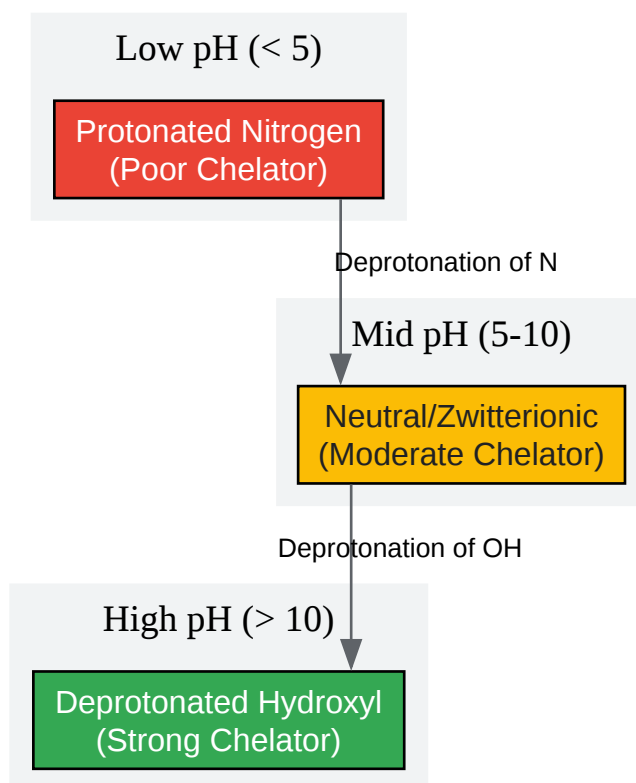 Low pH (< 5)
Protonated Nitrogen
(Poor Chelator)
Deprotonation of N
Mid pH (5-10)
Neutral/Zwitterionic
(Moderate Chelator)
Deprotonation of OH
High pH (> 10)
Deprotonated Hydroxyl
(Strong Chelator)